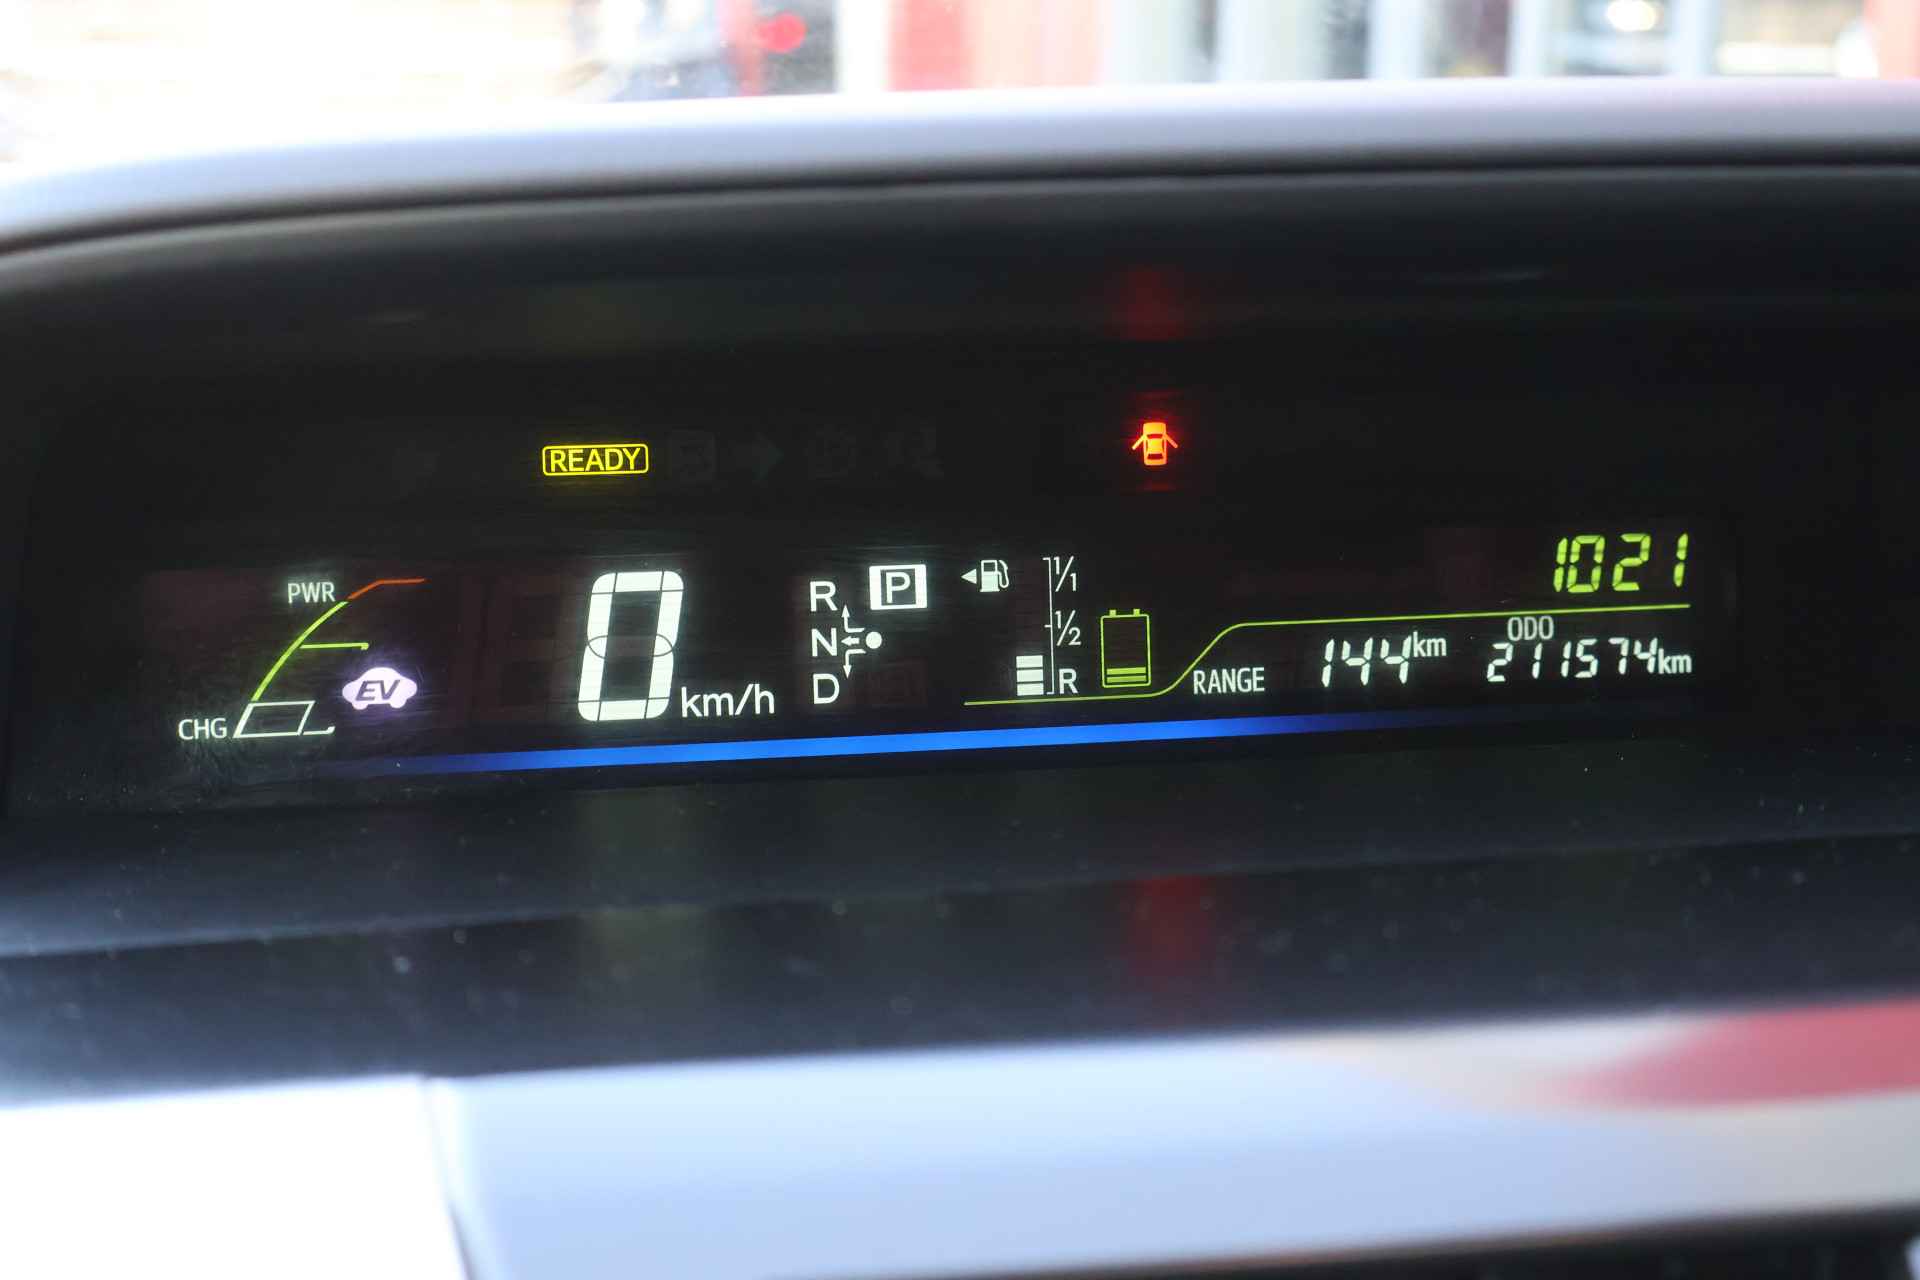 READY
1021
PWR
EV
CHG
0 km/h
R
N
D
P
1/1
1/2
R
RANGE 144km
ODO
211574km